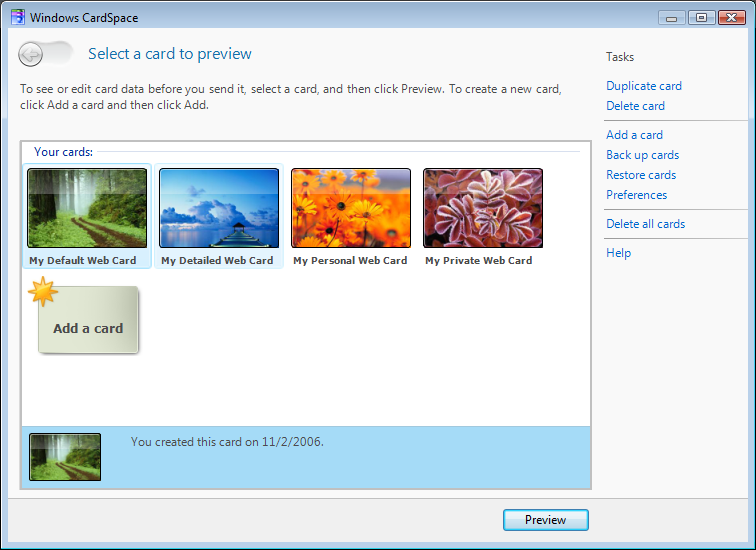 Windows CardSpace
Select a card to preview
To see or edit card data before you send it, select a card, and then click Preview. To create a new card,
click Add a card and then click Add.
Your cards:
My Default Web Card
My Detailed Web Card
My Personal Web Card
My Private Web Card
Add a card
You created this card on 11/2/2006.
Preview
Tasks
Duplicate card
Delete card
Add a card
Back up cards
Restore cards
Preferences
Delete all cards
Help